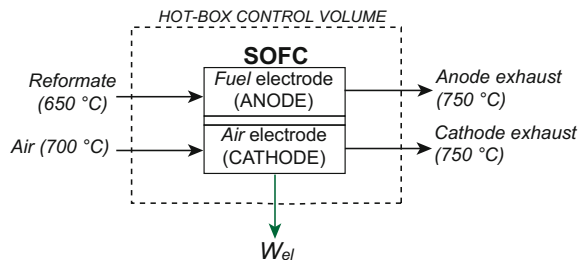 HOT-BOX CONTROL VOLUME
SOFC
Reformate
(650 °C)
Fuel electrode
(ANODE)
Anode exhaust
(750 °C)
Air (700 °C)
Air electrode
(CATHODE)
Cathode exhaust
(750 °C)
Wel